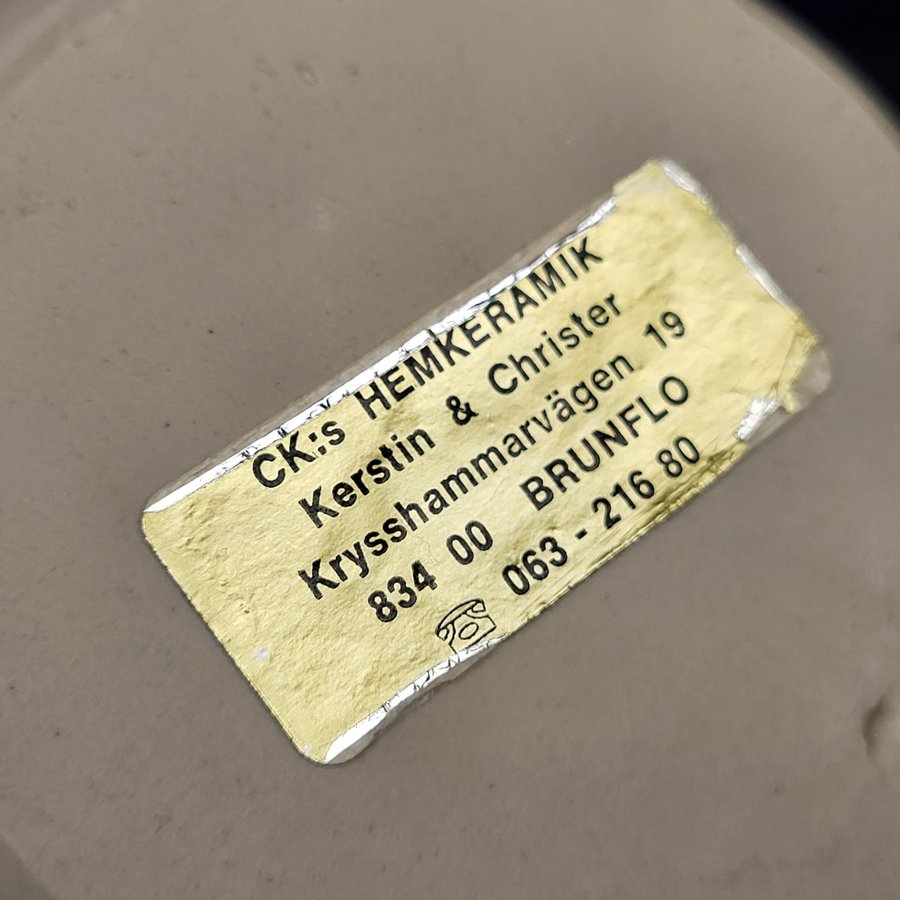 CK:s HEMKERAMIK
Kerstin & Christer
Krysshammarvägen 19
834 00 BRUNFLO
063 - 216 80